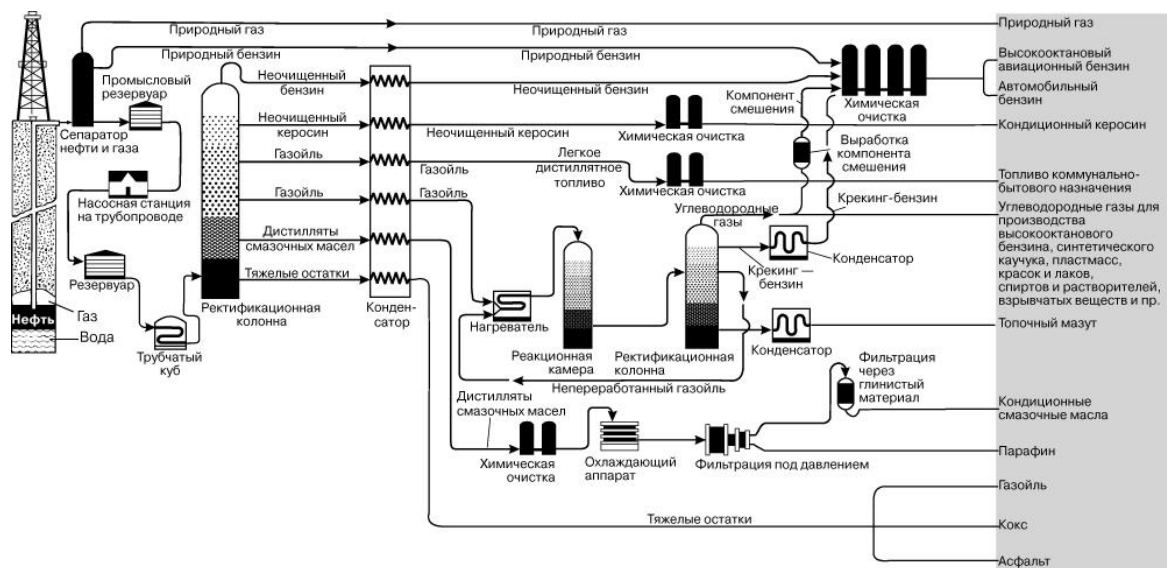 Природный газ
Природный газ
Природный газ
Природный бензин
Природный бензин
Высокооктановый
авиационный бензин
Автомобильный
бензин
Промысловый
резервуар
Неочищенный
бензин
Неочищенный бензин
Компонент
смешения
Химическая
очистка
Сепаратор
нефти и газа
Неочищенный
керосин
Неочищенный керосин
Химическая очистка
Кондиционный керосин
Выработка
компонента
смешения
Газойль
Газойль
Легкое
дистиллятное
топливо
Химическая очистка
Топливо коммунально-
бытового назначения
Насосная станция
на трубопроводе
Газойль
Газойль
Углеводородные
газы
Крекинг-бензин
Углеводородные газы для
производства
высокооктанового
бензина, синтетического
каучука, пластмасс,
красок и лаков,
спиртов и растворителей,
взрывчатых веществ и пр.
Дистилляты
смазочных масел
Конденсатор
Крекинг —
бензин
Резервуар
Тяжелые остатки
Ректификационная
колонна
Конден-
сатор
Нагреватель
Газ
Нефть
Вода
Трубчатый
куб
Реакционная
камера
Ректификационная
колонна
Конденсатор
Топочный мазут
Непереработанный газойль
Фильтрация
через
глинистый
материал
Дистилляты
смазочных масел
Кондиционные
смазочные масла
Химическая
очистка
Охлаждающий
аппарат
Фильтрация под давлением
Парафин
Газойль
Тяжелые остатки
Кокс
Асфальт